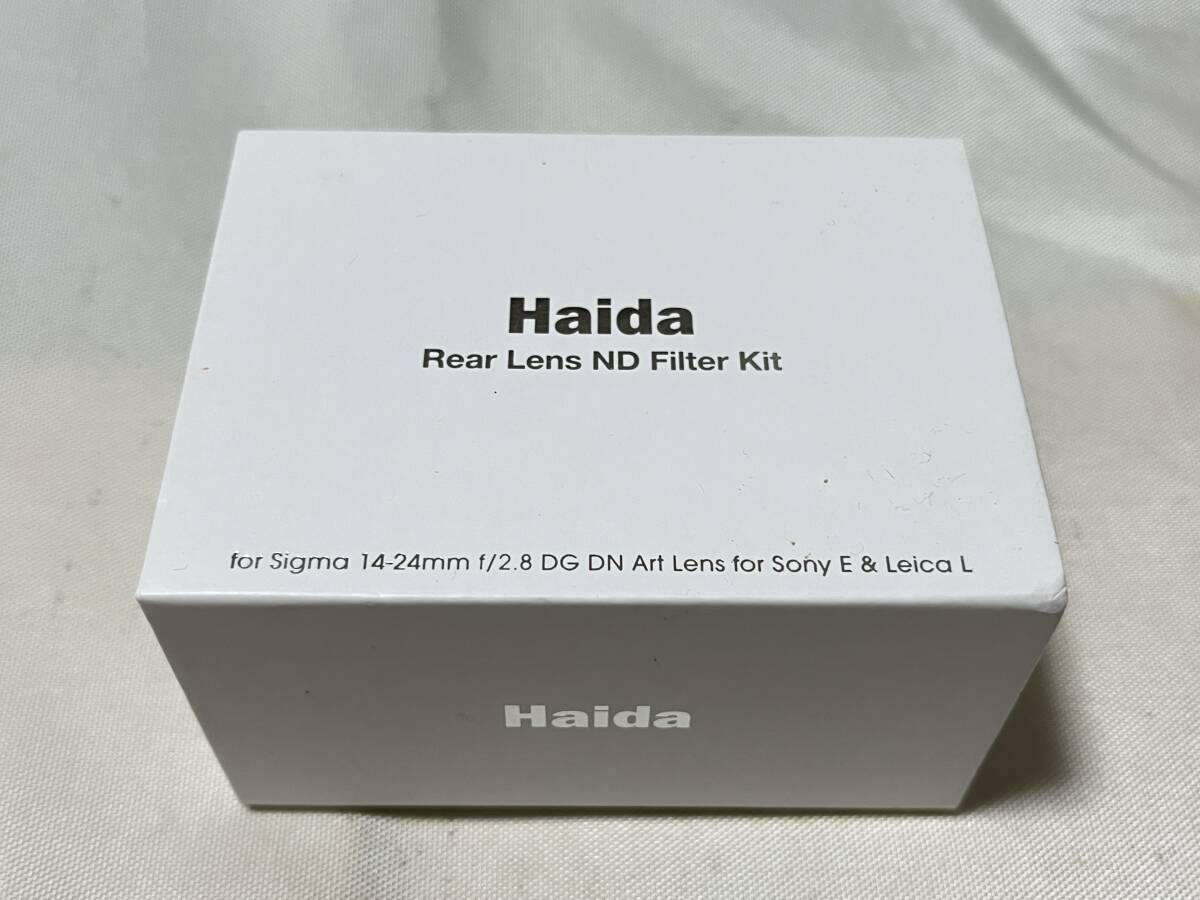 Haida
Rear Lens ND Filter Kit
for Sigma 14-24mm f/2.8 DG DN Art Lens for Sony E & Leica L
Haida